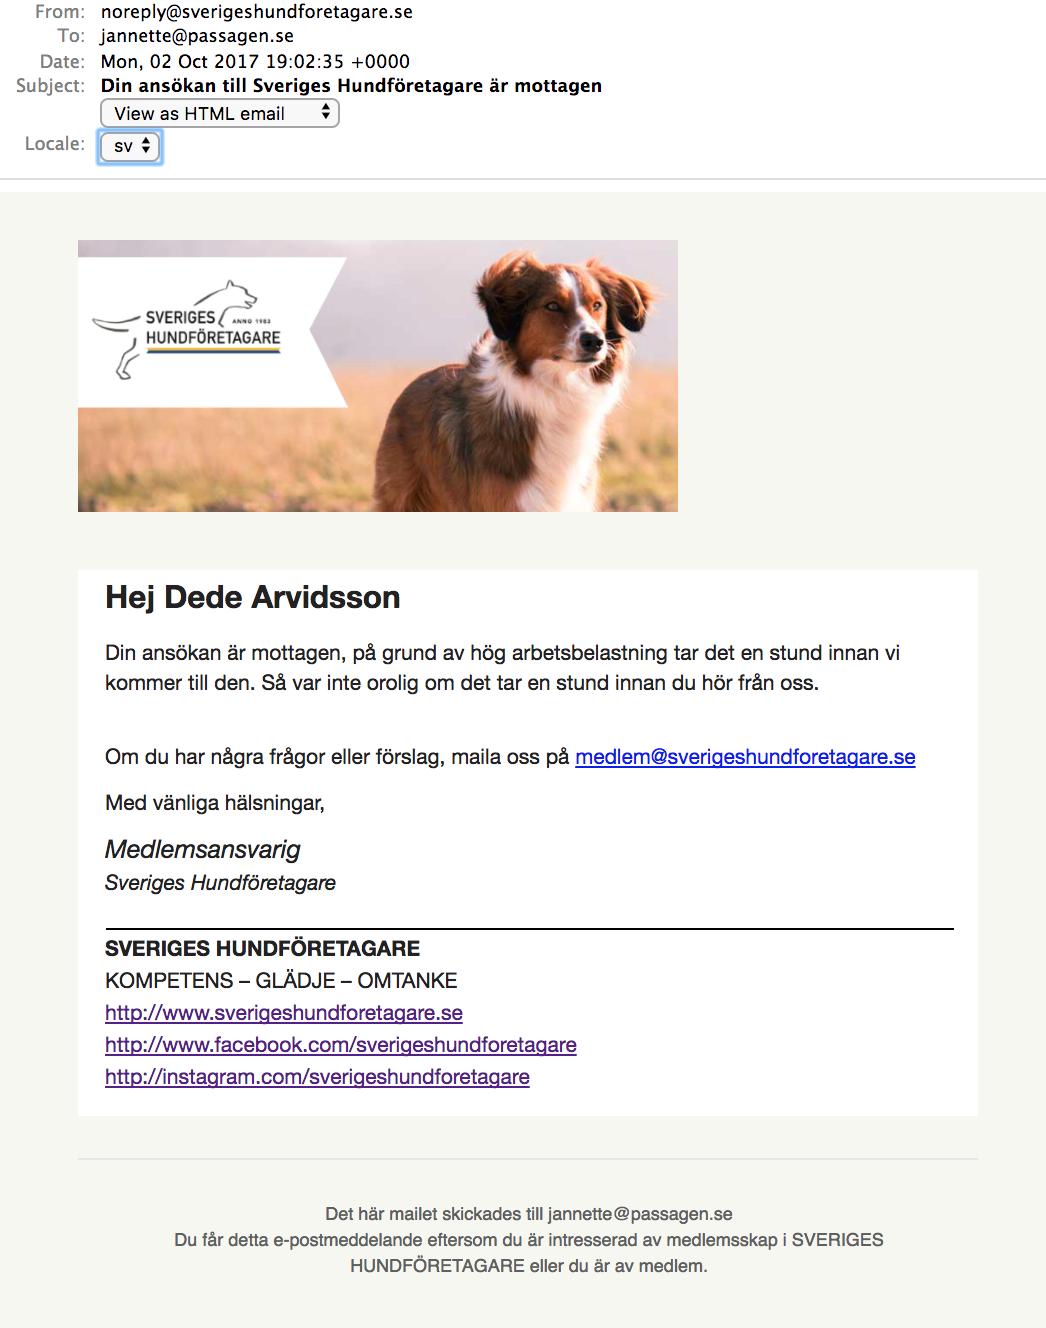 From: noreply@sverigeshundforetagare.se
To: jannette@passagen.se
Date: Mon, 02 Oct 2017 19:02:35 +0000
Subject: Din ansökan till Sveriges Hundföretagare är mottagen
View as HTML email
Locale: sv
SVERIGES
ANNO 1983
HUNDFÖRETAGARE
Hej Dede Arvidsson
Din ansökan är mottagen, på grund av hög arbetsbelastning tar det en stund innan vi
kommer till den. Så var inte orolig om det tar en stund innan du hör från oss.
Om du har några frågor eller förslag, maila oss på medlem@sverigeshundforetagare.se
Med vänliga hälsningar,
Medlemsansvarig
Sveriges Hundföretagare
SVERIGES HUNDFÖRETAGARE
KOMPETENS – GLÄDJE – OMTANKE
http://www.sverigeshundforetagare.se
http://www.facebook.com/sverigeshundforetagare
http://instagram.com/sverigeshundforetagare
Det här mailet skickades till jannette@passagen.se
Du får detta e-postmeddelande eftersom du är intresserad av medlemsskap i SVERIGES
HUNDFÖRETAGARE eller du är av medlem.